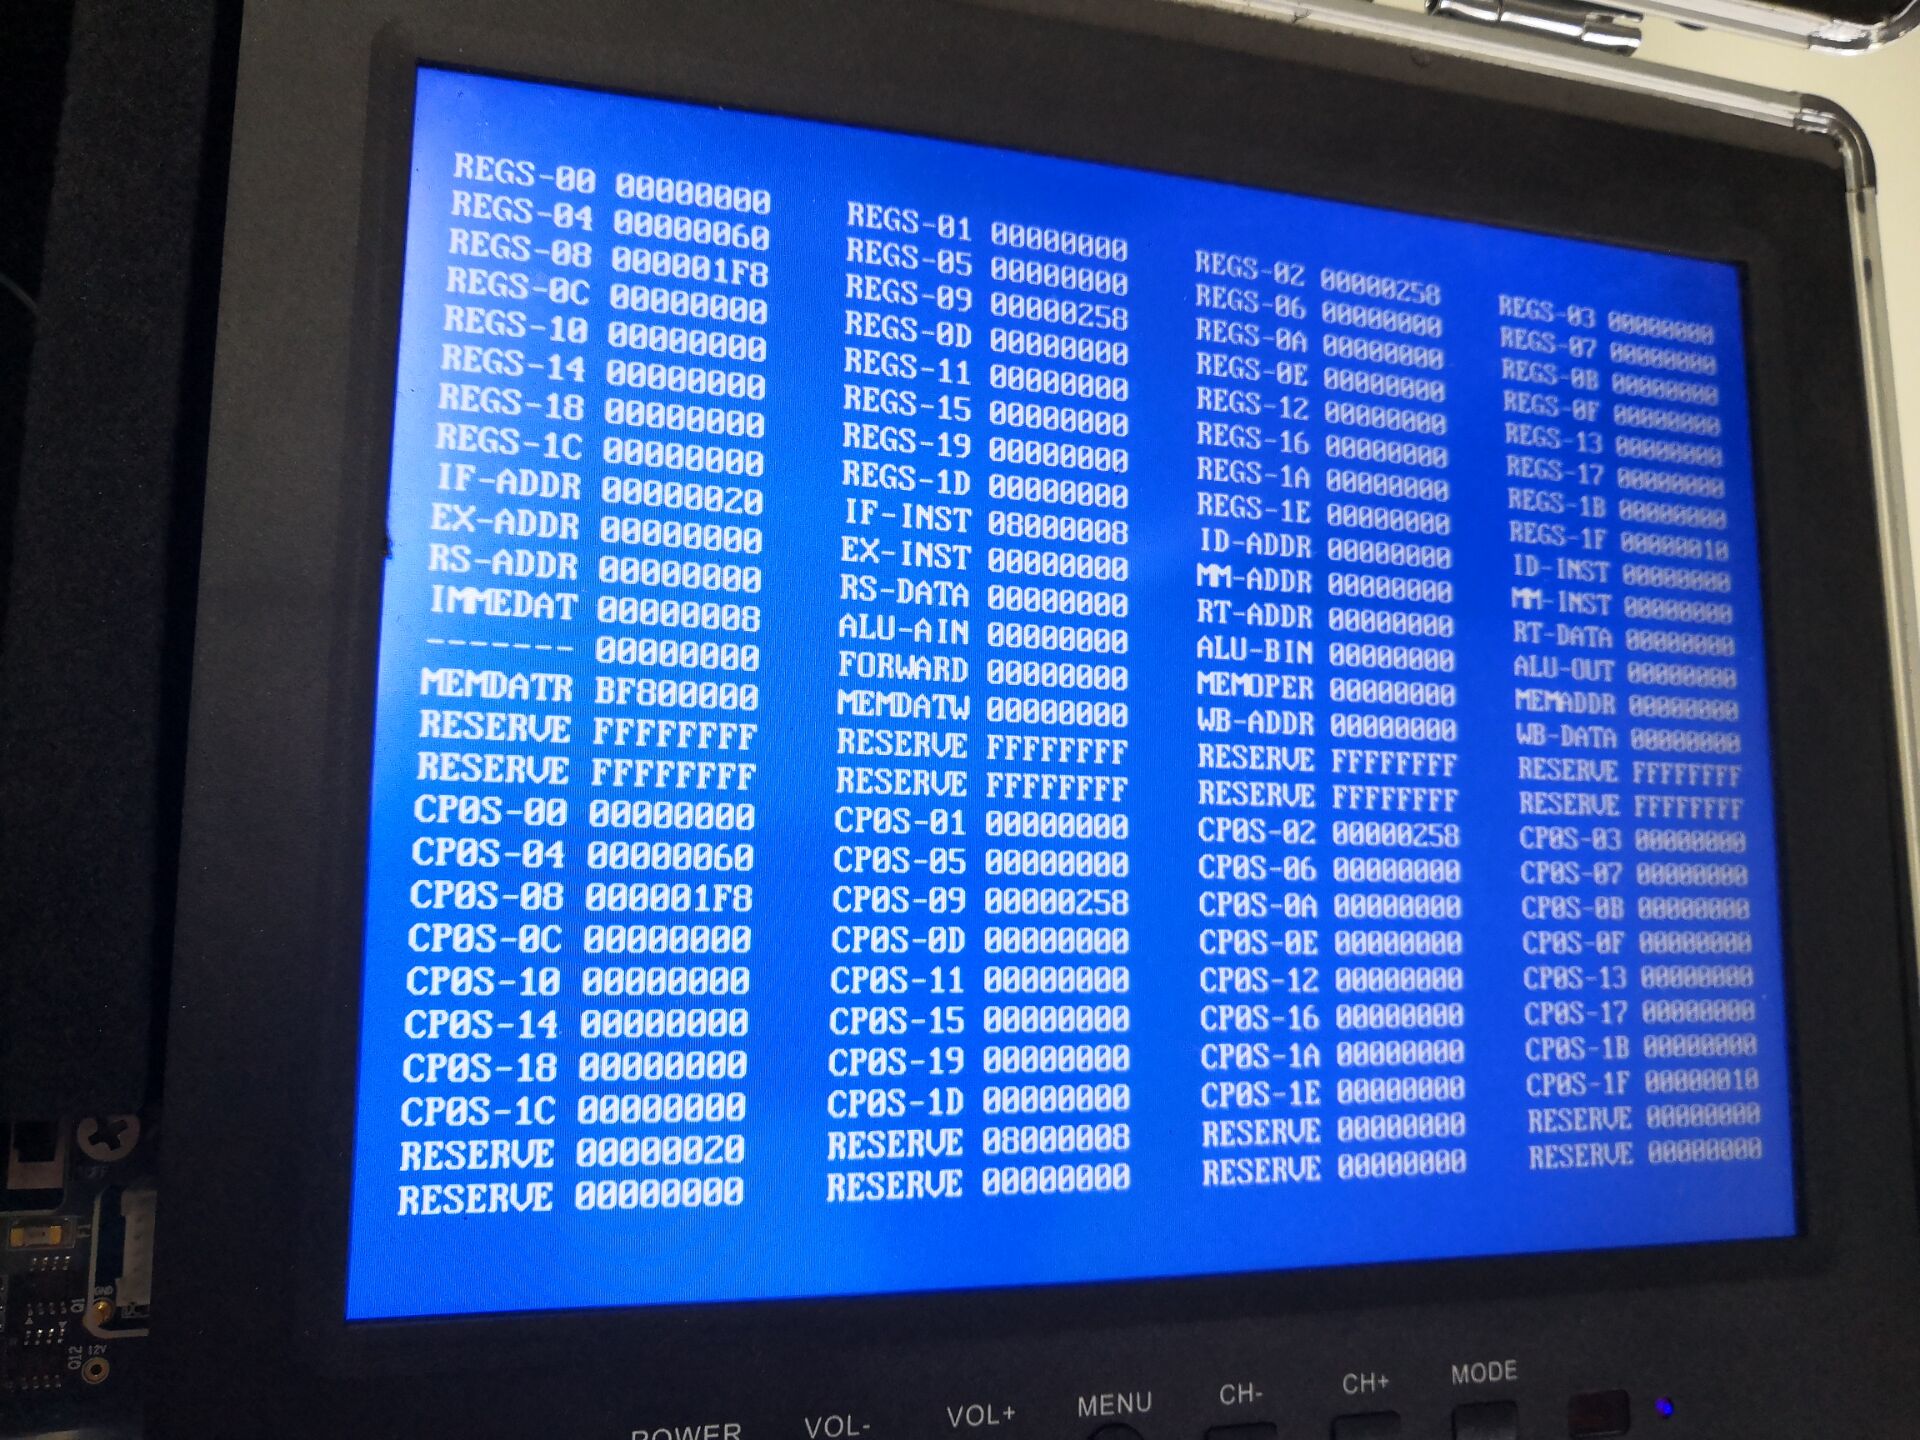 REGS-00 00000000 REGS-01 00000000 REGS-02 00000258 REGS-03 00000000
REGS-04 00000060 REGS-05 00000000 REGS-06 00000000 REGS-07 00000000
REGS-08 000001F8 REGS-09 00000258 REGS-0A 00000000 REGS-0B 00000000
REGS-0C 00000000 REGS-0D 00000000 REGS-0E 00000000 REGS-0F 00000000
REGS-10 00000000 REGS-11 00000000 REGS-12 00000000 REGS-13 00000000
REGS-14 00000000 REGS-15 00000000 REGS-16 00000000 REGS-17 00000000
REGS-18 00000000 REGS-19 00000000 REGS-1A 00000000 REGS-1B 00000000
REGS-1C 00000000 REGS-1D 00000000 REGS-1E 00000000 REGS-1F 00000010
IF-ADDR 00000020 IF-INST 08000008 ID-ADDR 00000000 ID-INST 00000000
EX-ADDR 00000000 EX-INST 00000000 MM-ADDR 00000000 MM-INST 00000000
RS-ADDR 00000000 RS-DATA 00000000 RT-ADDR 00000000 RT-DATA 00000000
IMMEDAT 00000008 ALU-AIN 00000000 ALU-BIN 00000000 ALU-OUT 00000000
------- 00000000 FORWARD 00000000 MEMOPER 00000000 MEMADDR 00000000
MEMDATR BF800000 MEMDATW 00000000 WB-ADDR 00000000 WB-DATA 00000000
RESERVE FFFFFFFF RESERVE FFFFFFFF RESERVE FFFFFFFF RESERVE FFFFFFFF
RESERVE FFFFFFFF RESERVE FFFFFFFF RESERVE FFFFFFFF RESERVE FFFFFFFF
CP0S-00 00000000 CP0S-01 00000000 CP0S-02 00000258 CP0S-03 00000000
CP0S-04 00000060 CP0S-05 00000000 CP0S-06 00000000 CP0S-07 00000000
CP0S-08 000001F8 CP0S-09 00000258 CP0S-0A 00000000 CP0S-0B 00000000
CP0S-0C 00000000 CP0S-0D 00000000 CP0S-0E 00000000 CP0S-0F 00000000
CP0S-10 00000000 CP0S-11 00000000 CP0S-12 00000000 CP0S-13 00000000
CP0S-14 00000000 CP0S-15 00000000 CP0S-16 00000000 CP0S-17 00000000
CP0S-18 00000000 CP0S-19 00000000 CP0S-1A 00000000 CP0S-1B 00000000
CP0S-1C 00000000 CP0S-1D 00000000 CP0S-1E 00000000 CP0S-1F 00000010
RESERVE 00000020 RESERVE 08000008 RESERVE 00000000 RESERVE 00000000
RESERVE 00000000 RESERVE 00000000 RESERVE 00000000 RESERVE 00000000
POWER VOL- VOL+ MENU CH- CH+ MODE
GND
Q1
Q12
12V